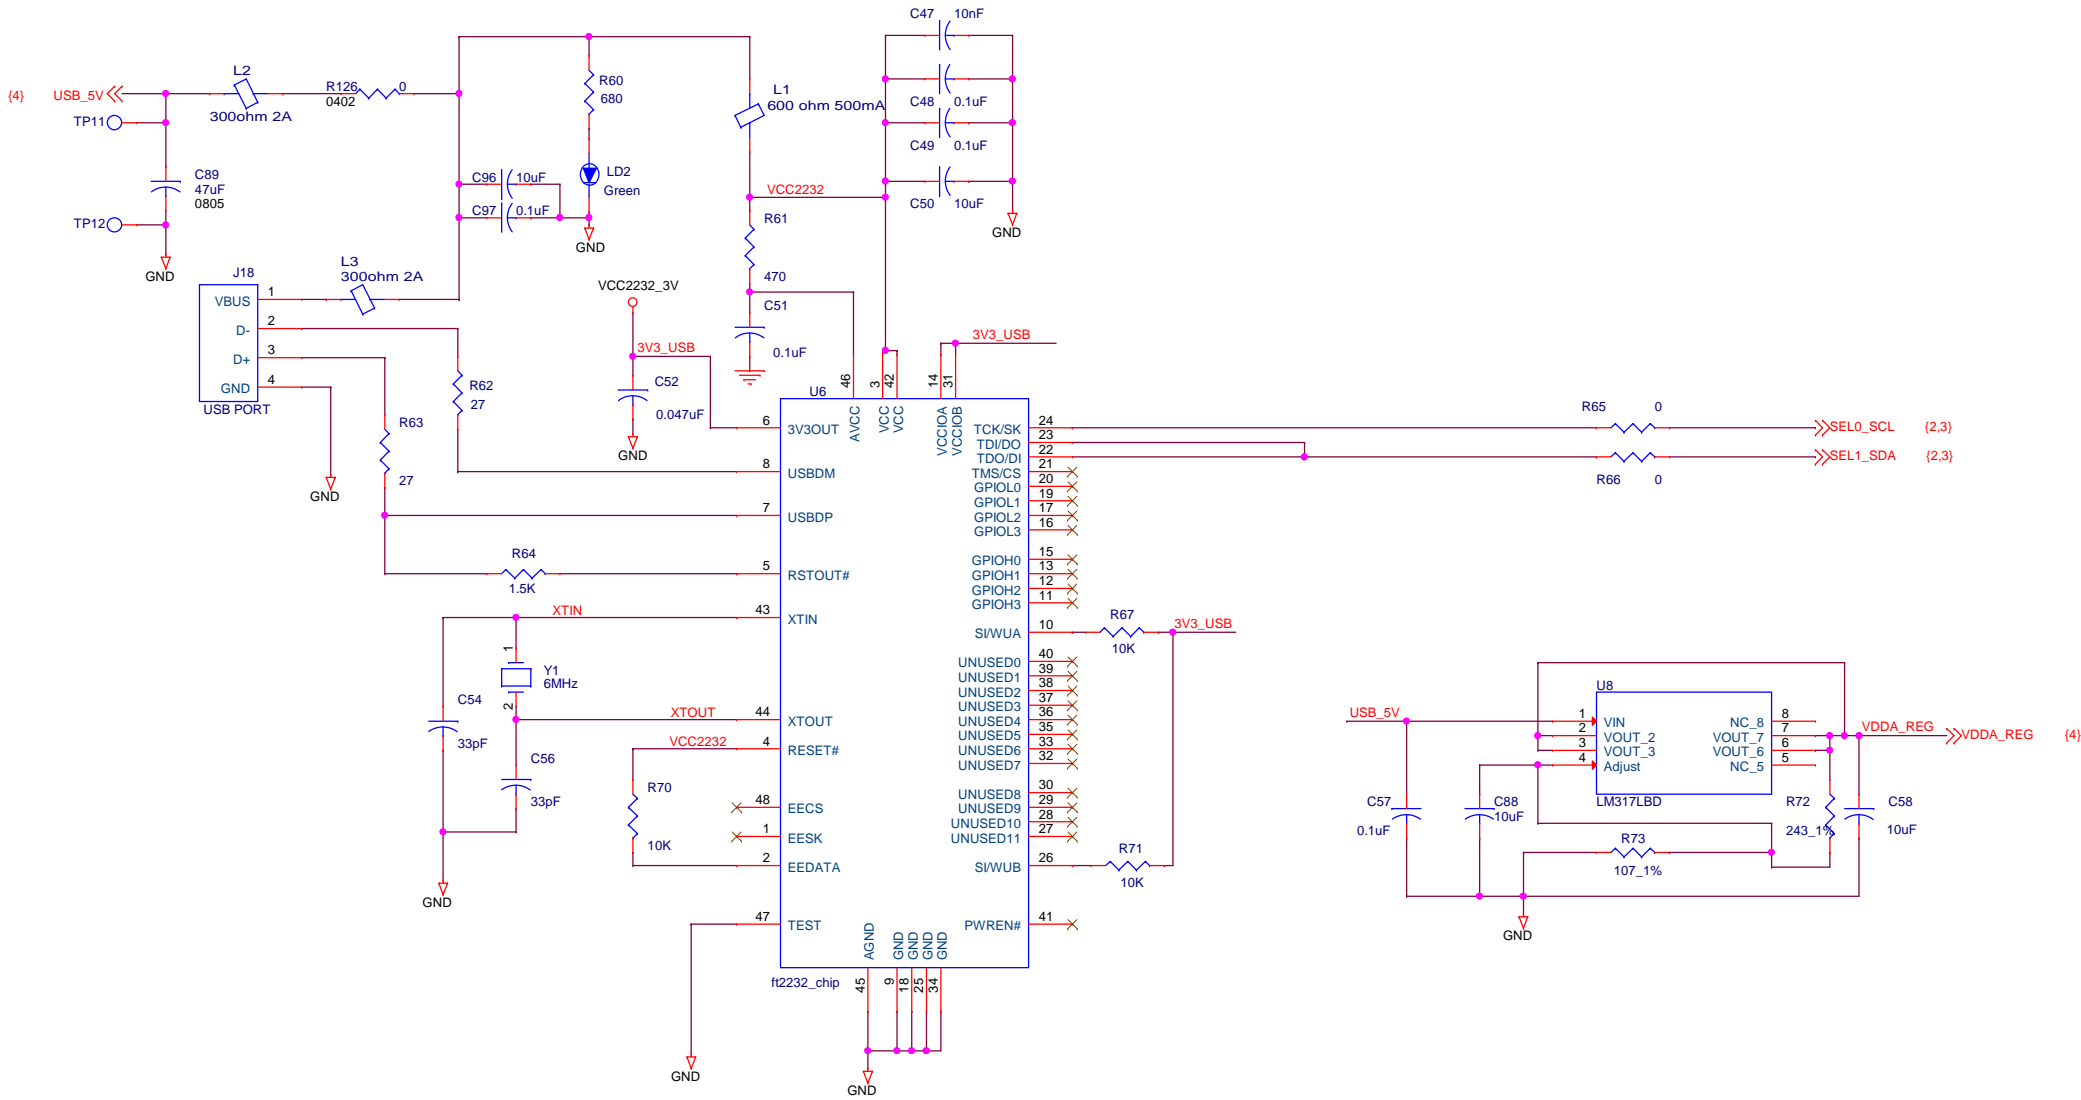 C47 10nF
C48 0.1uF
C49 0.1uF
C50 10uF
GND
{4} USB_5V
TP11
L2
300ohm 2A
R126 0
0402
R60
680
LD2
Green
C96 10uF
C97 0.1uF
GND
L1
600 ohm 500mA
C89
47uF
0805
TP12
GND
VCC2232
R61
470
C51
0.1uF
J18
VBUS 1
D- 2
D+ 3
GND 4
USB PORT
L3
300ohm 2A
GND
R62
27
R63
27
VCC2232_3V
3V3_USB
C52
0.047uF
GND
3V3_USB
U6
46 3 42 14 31
AVCC VCC VCC VCCIOA VCCIOB
6 3V3OUT
8 USBDM
7 USBDP
R64
1.5K
5 RSTOUT#
XTIN
43 XTIN
1
Y1
6MHz
2
C54
33pF
XTOUT
44 XTOUT
VCC2232
4 RESET#
C56
33pF
R70
10K
48 EECS
1 EESK
2 EEDATA
47 TEST
GND
GND
TCK/SK 24
TDI/DO 23
TDO/DI 22
TMS/CS 21
GPIOL0 20
GPIOL1 19
GPIOL2 17
GPIOL3 16
GPIOH0 15
GPIOH1 13
GPIOH2 12
GPIOH3 11
SI/WUA 10
UNUSED0 40
UNUSED1 39
UNUSED2 38
UNUSED3 37
UNUSED4 36
UNUSED5 35
UNUSED6 33
UNUSED7 32
UNUSED8 30
UNUSED9 29
UNUSED10 28
UNUSED11 27
SI/WUB 26
PWREN# 41
AGND GND GND GND GND
45 9 18 25 34
ft2232_chip
GND
R65 0
SEL0_SCL {2,3}
SEL1_SDA {2,3}
R66 0
R67
10K
3V3_USB
R71
10K
U8
USB_5V
1 VIN
2 VOUT_2
3 VOUT_3
4 Adjust
NC_8 8
VOUT_7 7
VOUT_6 6
NC_5 5
LM317LBD
VDDA_REG
VDDA_REG {4}
C57
0.1uF
C88
10uF
R72
243_1%
C58
10uF
R73
107_1%
GND